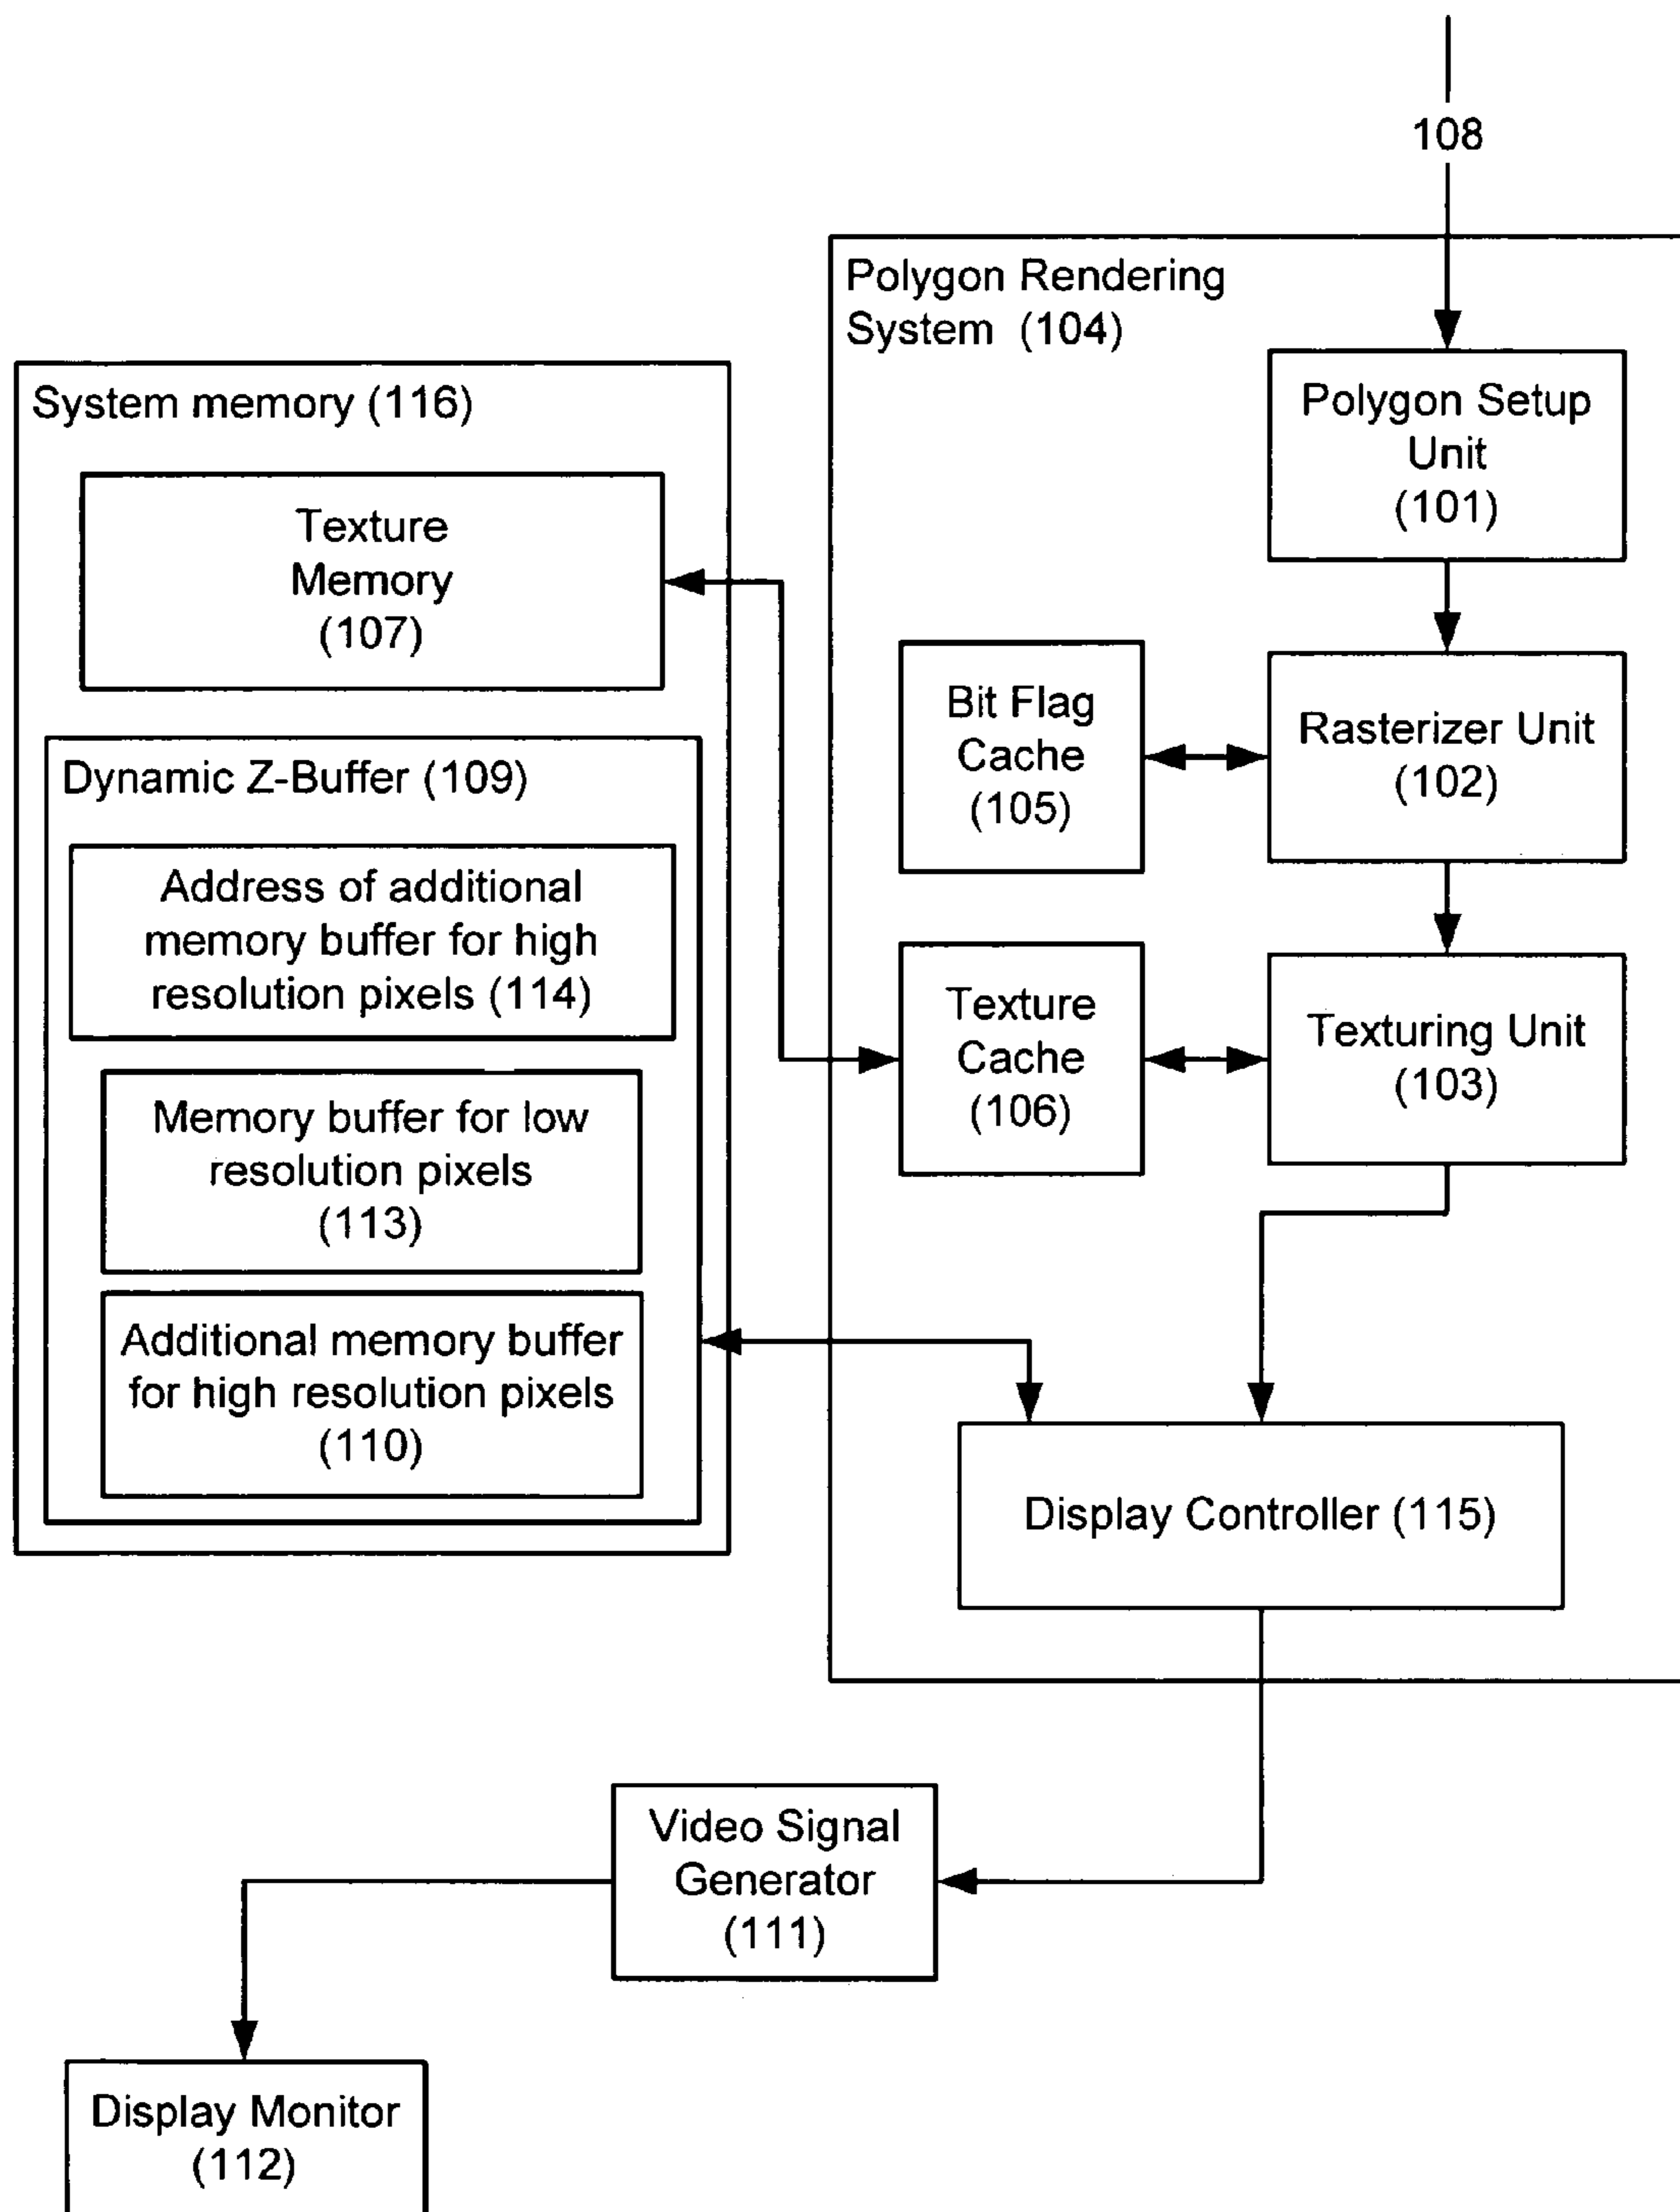 108
Polygon Rendering
System (104)
Polygon Setup
Unit
(101)
System memory (116)
Texture
Memory
(107)
Bit Flag
Cache
(105)
Rasterizer Unit
(102)
Dynamic Z-Buffer (109)
Address of additional
memory buffer for high
resolution pixels (114)
Texture
Cache
(106)
Texturing Unit
(103)
Memory buffer for low
resolution pixels
(113)
Additional memory buffer
for high resolution pixels
(110)
Display Controller (115)
Video Signal
Generator
(111)
Display Monitor
(112)